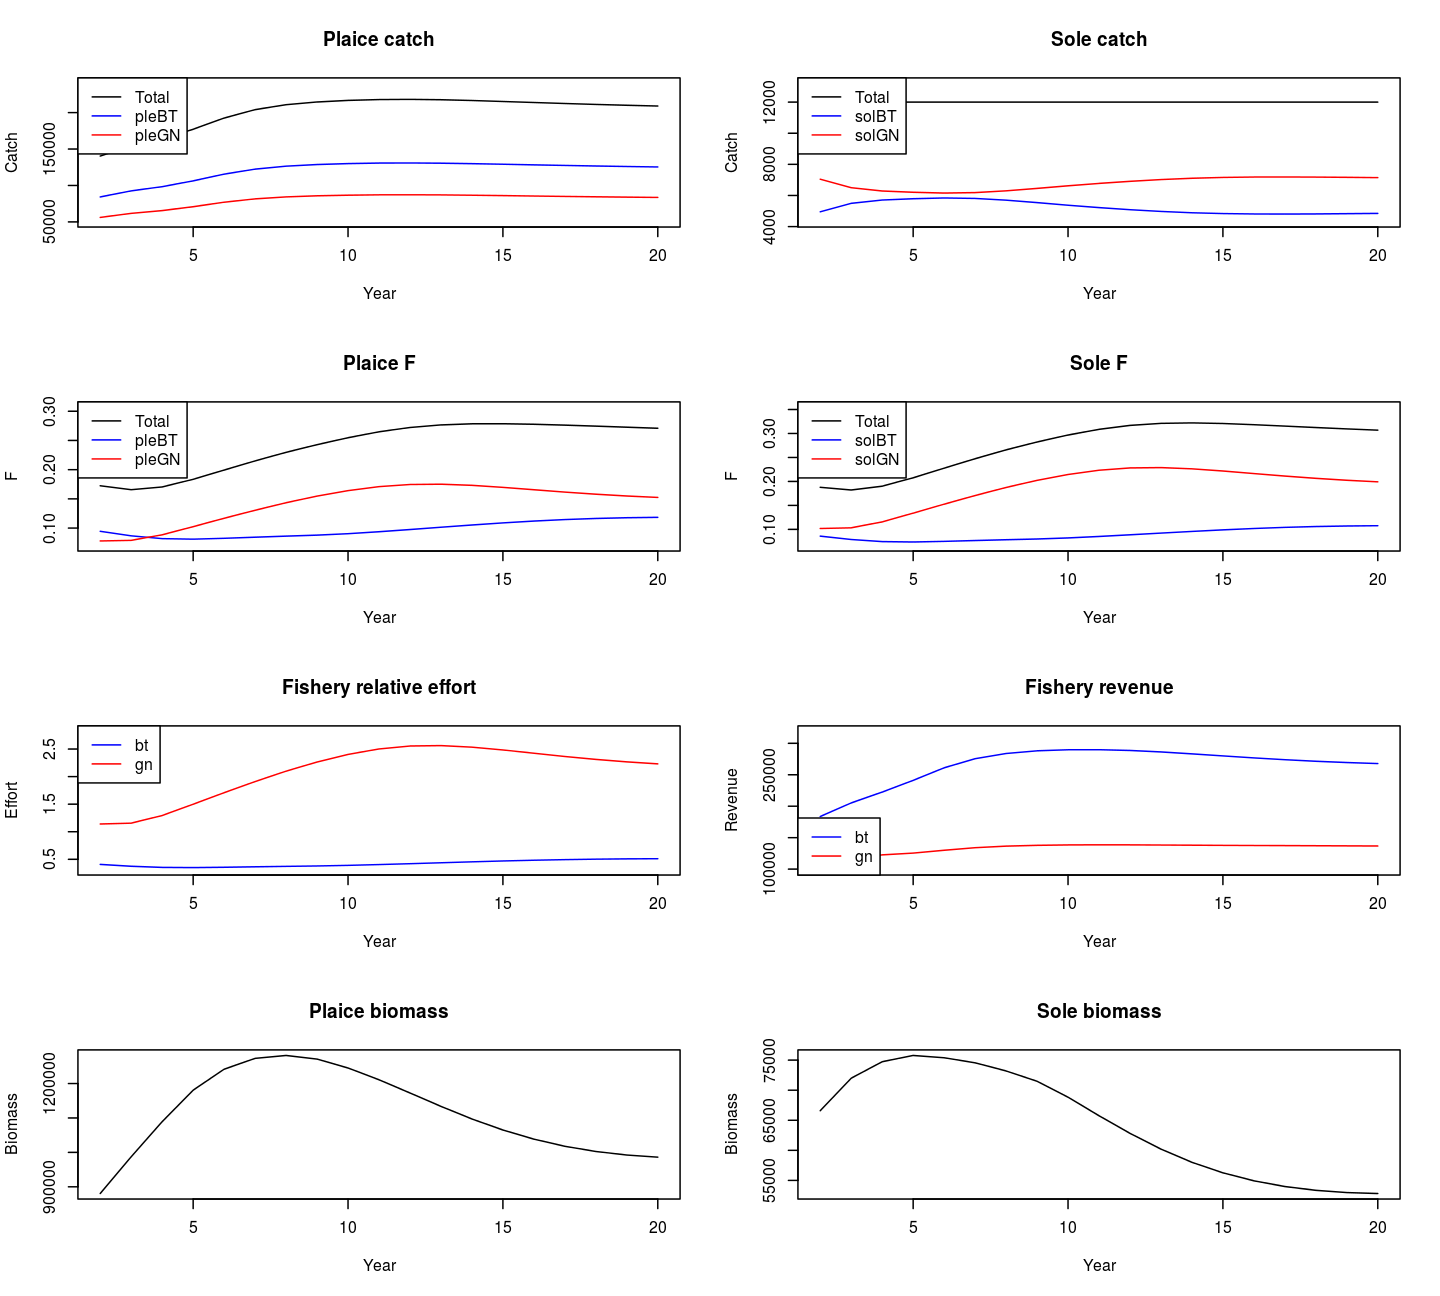 Plaice catch
Total
pleBT
pleGN
Catch
50000
150000
5
10
15
20
Year
Sole catch
Total
solBT
solGN
Catch
4000
8000
12000
5
10
15
20
Year
Plaice F
Total
pleBT
pleGN
F
0.10
0.20
0.30
5
10
15
20
Year
Sole F
Total
solBT
solGN
F
0.10
0.20
0.30
5
10
15
20
Year
Fishery relative effort
bt
gn
Effort
0.5
1.5
2.5
5
10
15
20
Year
Fishery revenue
bt
gn
Revenue
100000
250000
5
10
15
20
Year
Plaice biomass
Biomass
900000
1200000
5
10
15
20
Year
Sole biomass
Biomass
55000
65000
75000
5
10
15
20
Year